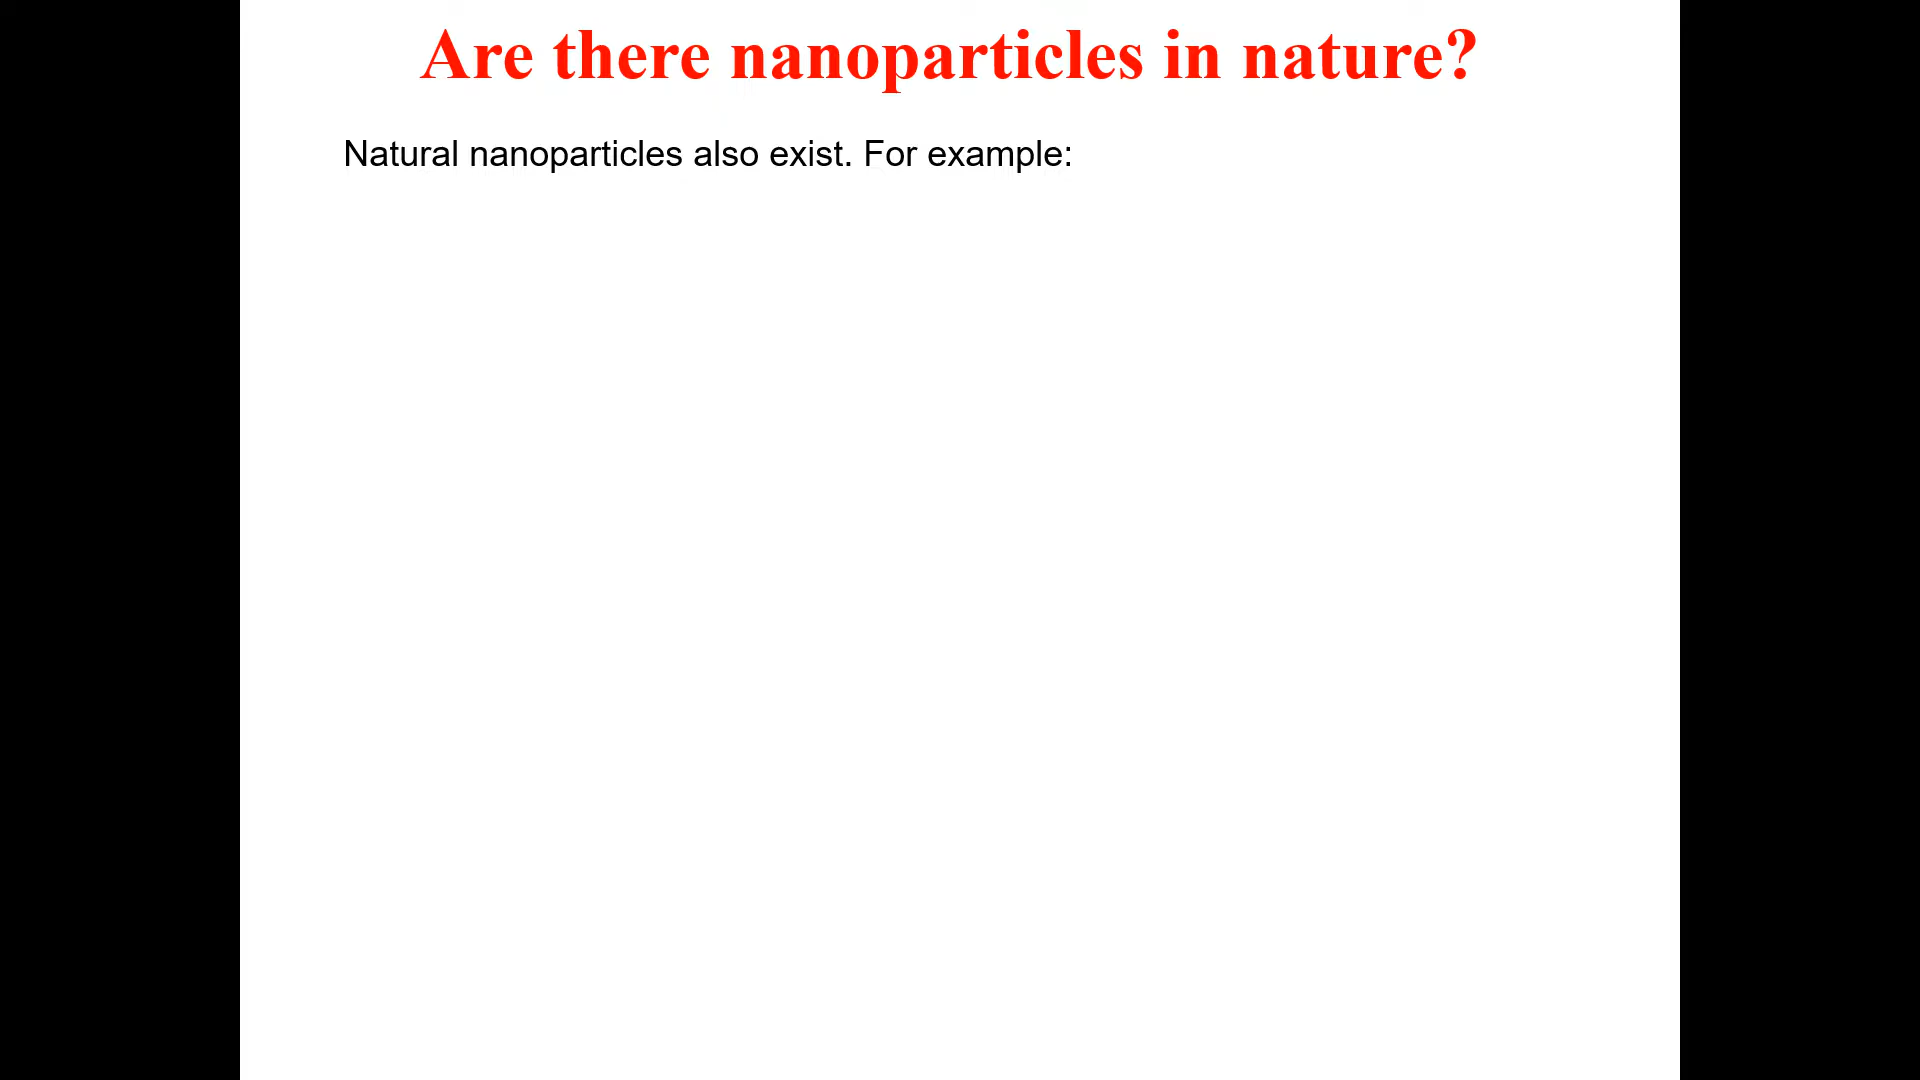 Are there nanoparticles in nature?
Natural nanoparticles also exist. For example: